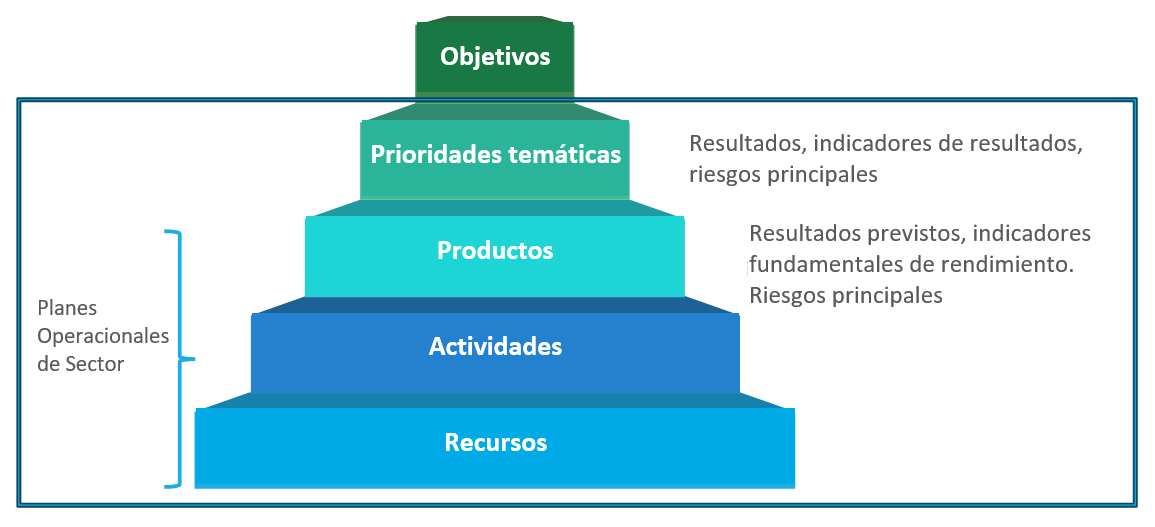 Objetivos
Prioridades temáticas
Resultados, indicadores de resultados,
riesgos principales
Productos
Resultados previstos, indicadores
fundamentales de rendimiento.
Riesgos principales
Planes
Operacionales
de Sector
Actividades
Recursos